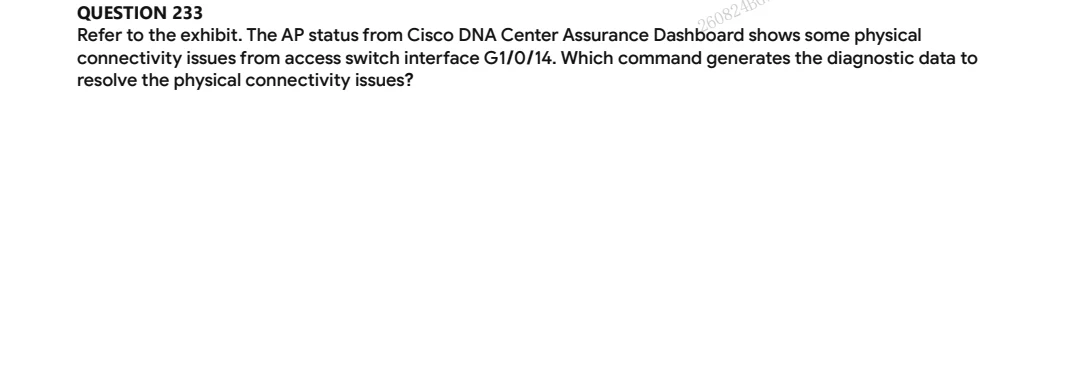 260824B
QUESTION 233
Refer to the exhibit. The AP status from Cisco DNA Center Assurance Dashboard shows some physical
connectivity issues from access switch interface G1/0/14. Which command generates the diagnostic data to
resolve the physical connectivity issues?